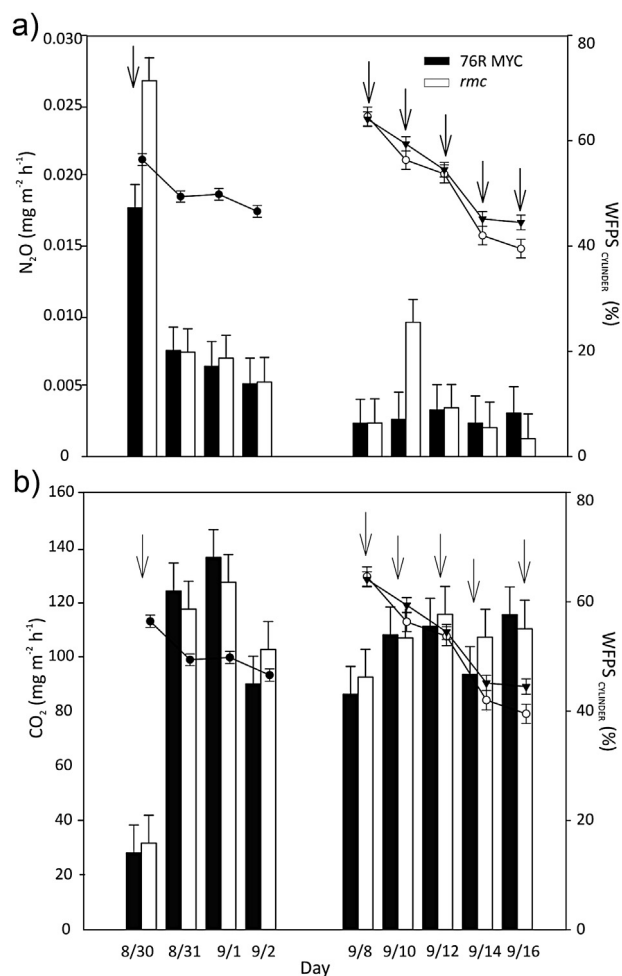 a)
0.030
0.025
0.020
0.015
0.010
0.005
0
N₂O (mg m⁻² h⁻¹)
76R MYC
rmc
80
60
40
20
0
WFPS CYLINDER (%)
b)
160
140
120
100
80
60
40
20
0
CO₂ (mg m⁻² h⁻¹)
80
60
40
20
0
WFPS CYLINDER (%)
8/30 8/31 9/1 9/2 9/8 9/10 9/12 9/14 9/16
Day